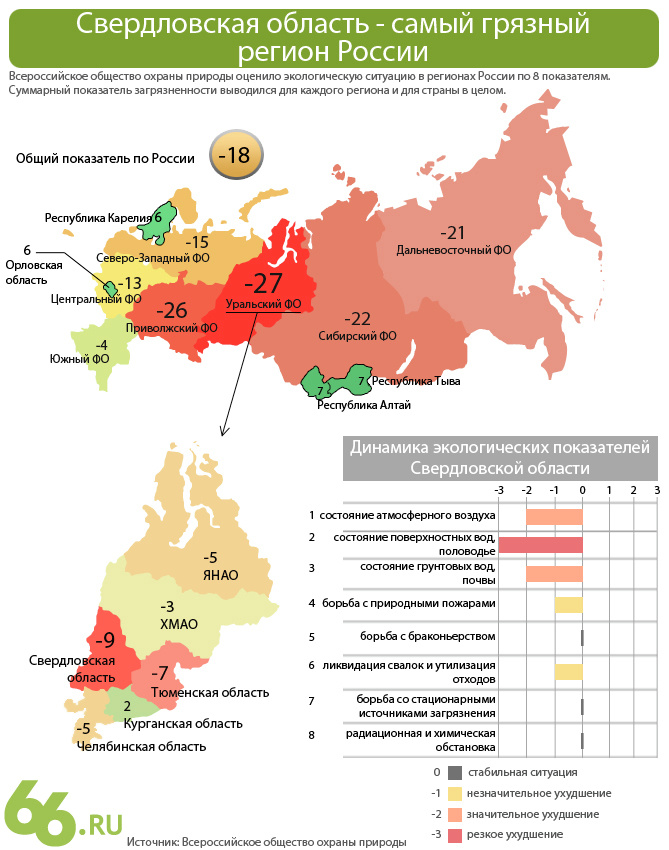 Свердловская область - самый грязный
регион России
Всероссийское общество охраны природы оценило экологическую ситуацию в регионах России по 8 показателям.
Суммарный показатель загрязненности выводился для каждого региона и для страны в целом.
Общий показатель по России
-18
Республика Карелия 6
6
Орловская
область
-15
Северо-Западный ФО
-13
Центральный ФО
-26
Приволжский ФО
-4
Южный ФО
-27
Уральский ФО
-22
Сибирский ФО
-21
Дальневосточный ФО
7 Республика Тыва
7
Республика Алтай
-5
ЯНАО
-3
ХМАО
-9
Свердловская
область
-7
Тюменская область
2
Курганская область
-5
Челябинская область
Динамика экологических показателей
Свердловской области
-3 -2 -1 0 1 2 3
1 состояние атмосферного воздуха
2 состояние поверхностных вод,
половодье
3 состояние грунтовых вод,
почвы
4 борьба с природными пожарами
5 борьба с браконьерством
6 ликвидация свалок и утилизация
отходов
7 борьба со стационарными
источниками загрязнения
8 радиационная и химическая
обстановка
0 стабильная ситуация
-1 незначительное ухудшение
-2 значительное ухудшение
-3 резкое ухудшение
66.RU
Источник: Всероссийское общество охраны природы